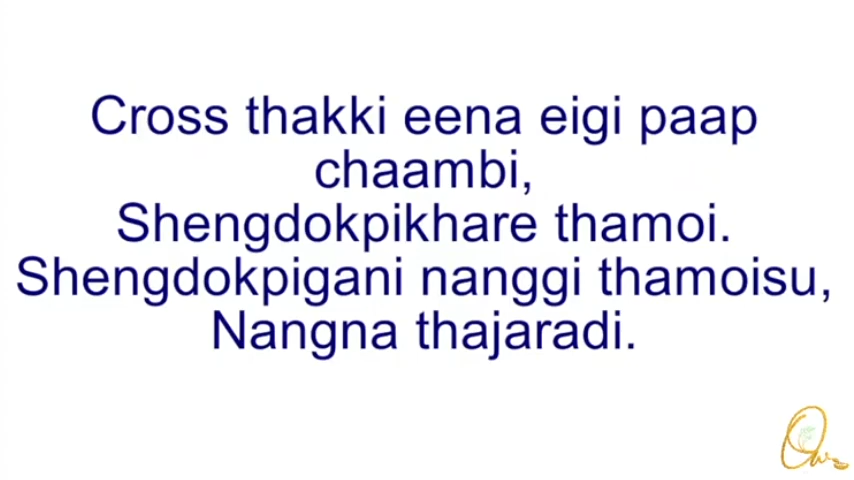 Cross thakki eena eigi paap
chaambi,
Shengdokpikhare thamoi.
Shengdokpigani nanggi thamoisu,
Nangna thajaradi.